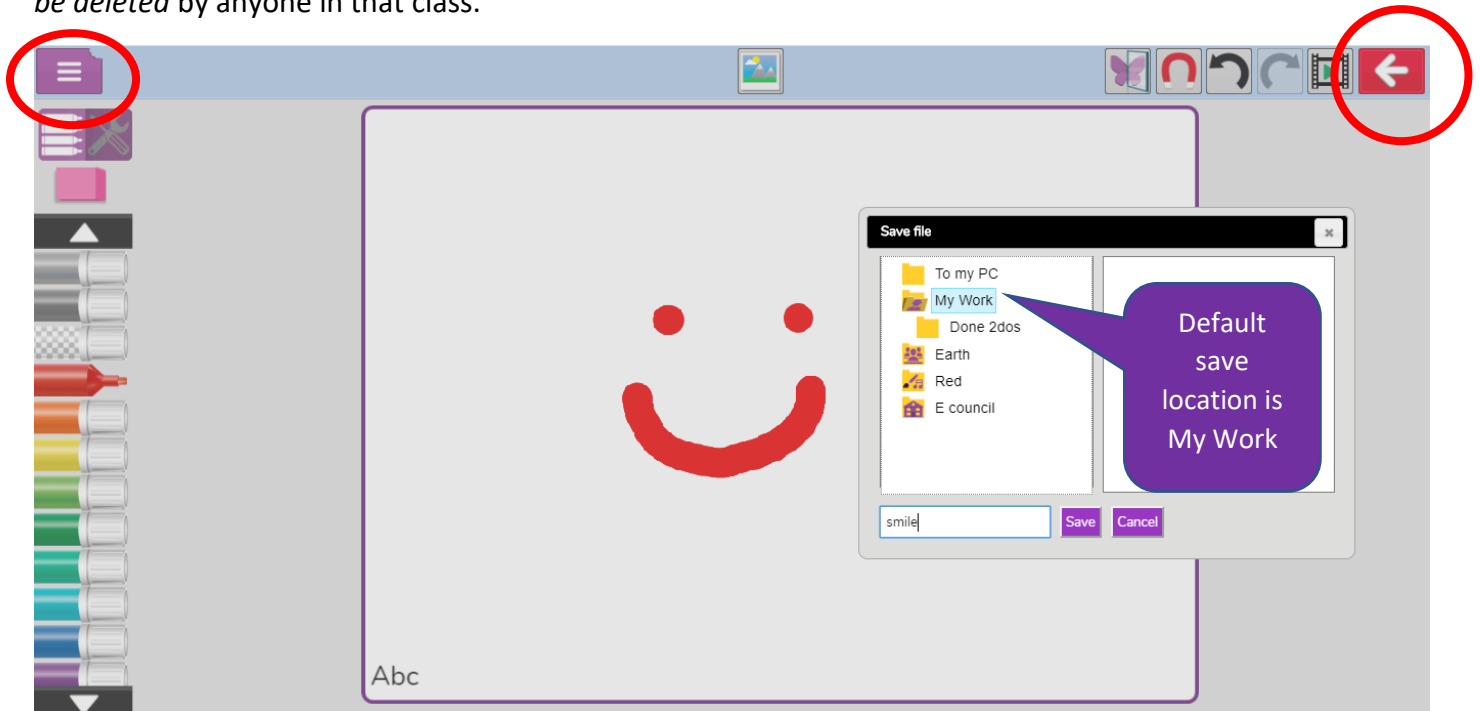 be deleted by anyone in that class.
Save file
To my PC
My Work
Done 2dos
Earth
Red
E council
Default
save
location is
My Work
smile
Save Cancel
Abc